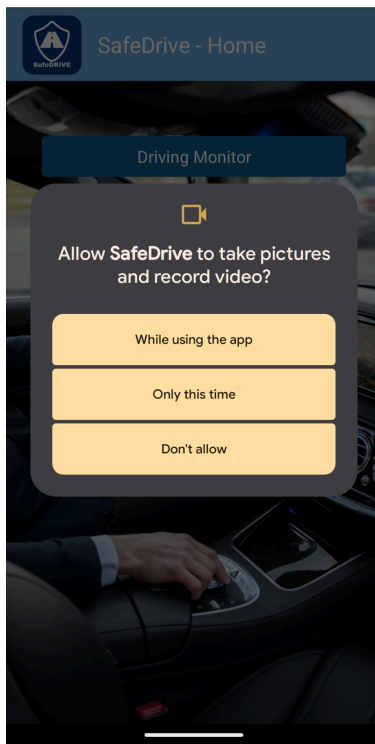 SafeDRIVE
SafeDrive - Home
Driving Monitor
Allow SafeDrive to take pictures
and record video?
While using the app
Only this time
Don't allow